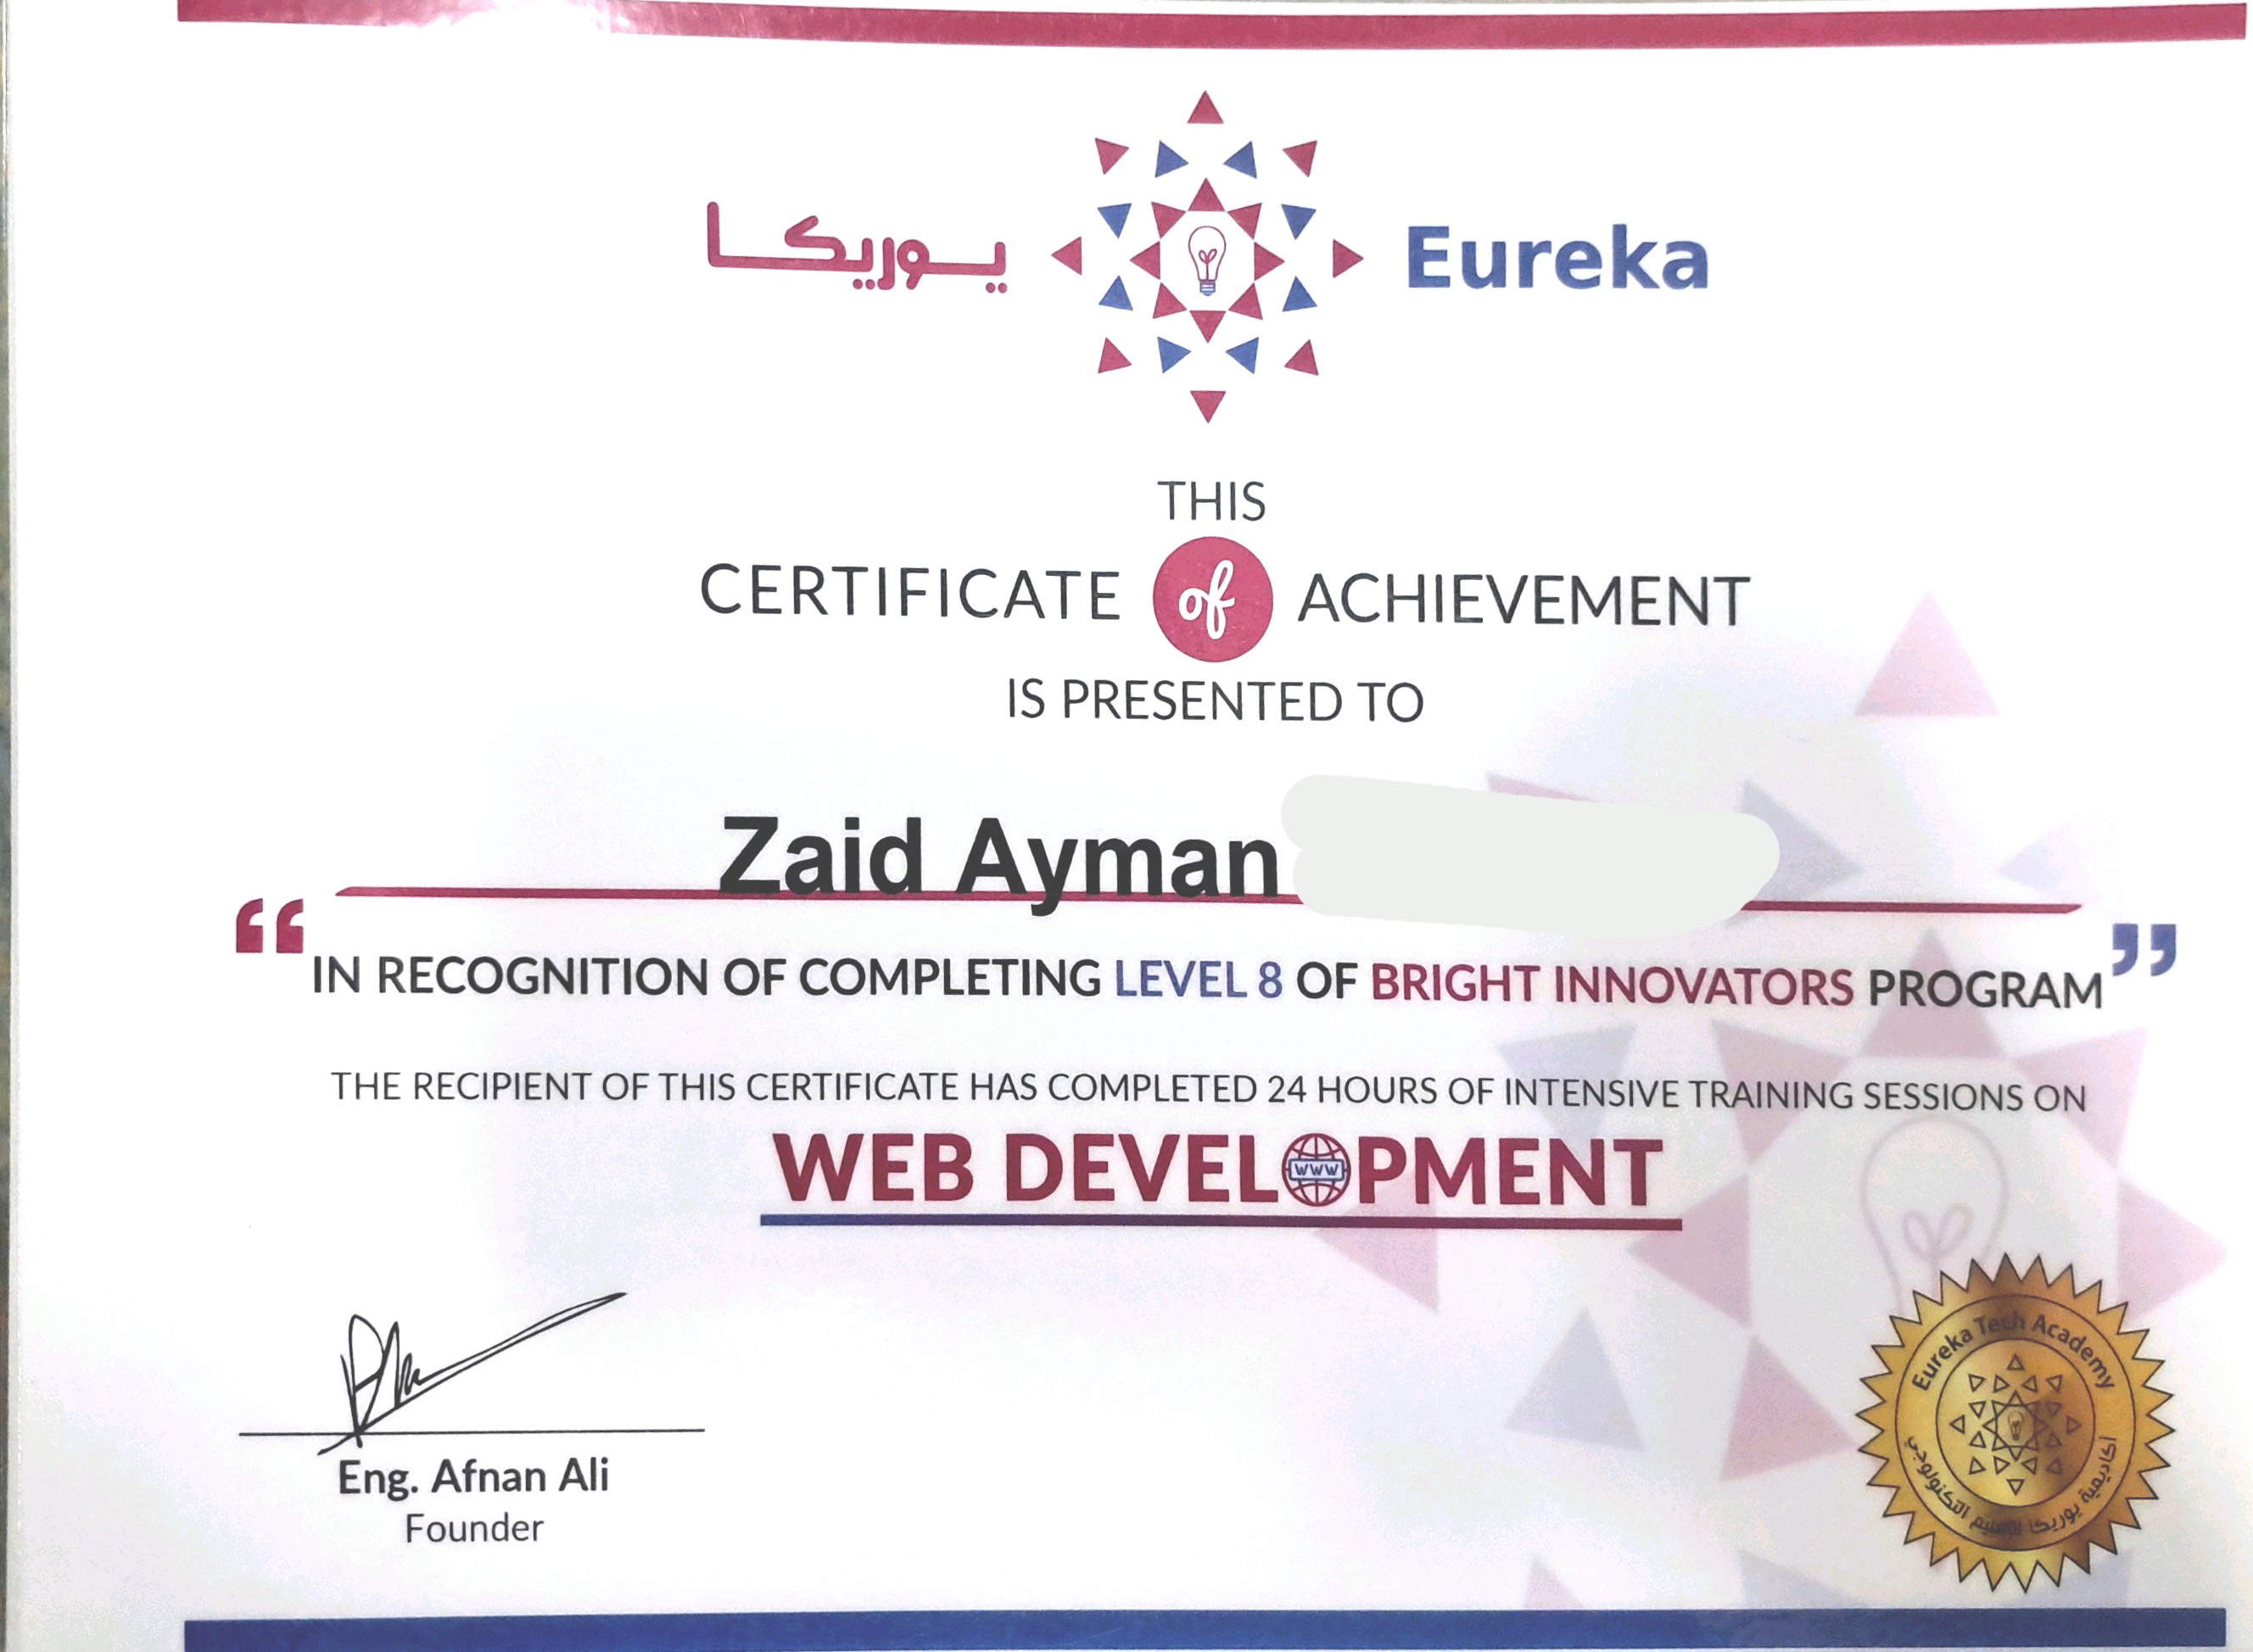 يوريكا Eureka
THIS
CERTIFICATE of ACHIEVEMENT
IS PRESENTED TO
Zaid Ayman
“IN RECOGNITION OF COMPLETING LEVEL 8 OF BRIGHT INNOVATORS PROGRAM”
THE RECIPIENT OF THIS CERTIFICATE HAS COMPLETED 24 HOURS OF INTENSIVE TRAINING SESSIONS ON
WEB DEVELOPMENT
WWW
Eng. Afnan Ali
Founder
Eureka Tech Academy
أكاديمية يوريكا للتعليم التكنولوجي